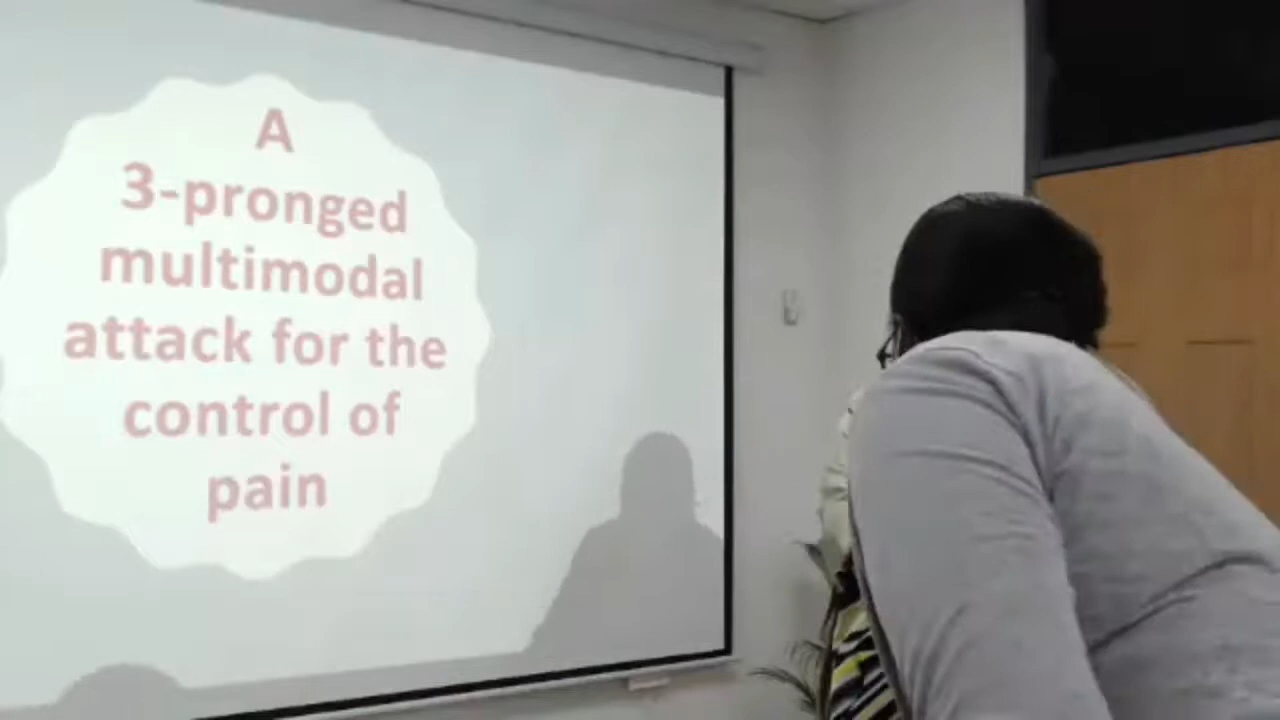 A
3-pronged
multimodal
attack for the
control of
pain